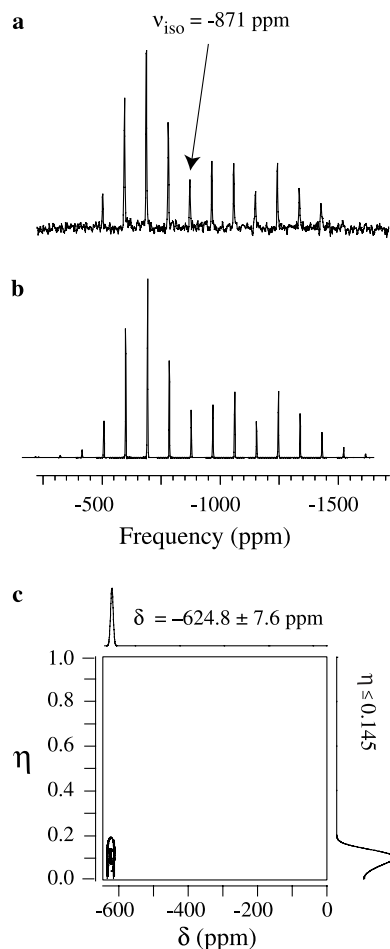 a
ν_iso = -871 ppm
b
-500 -1000 -1500
Frequency (ppm)
c
δ = −624.8 ± 7.6 ppm
1.0
0.8
0.6
η
0.4
0.2
0.0
η ≤ 0.145
-600 -400 -200 0
δ (ppm)